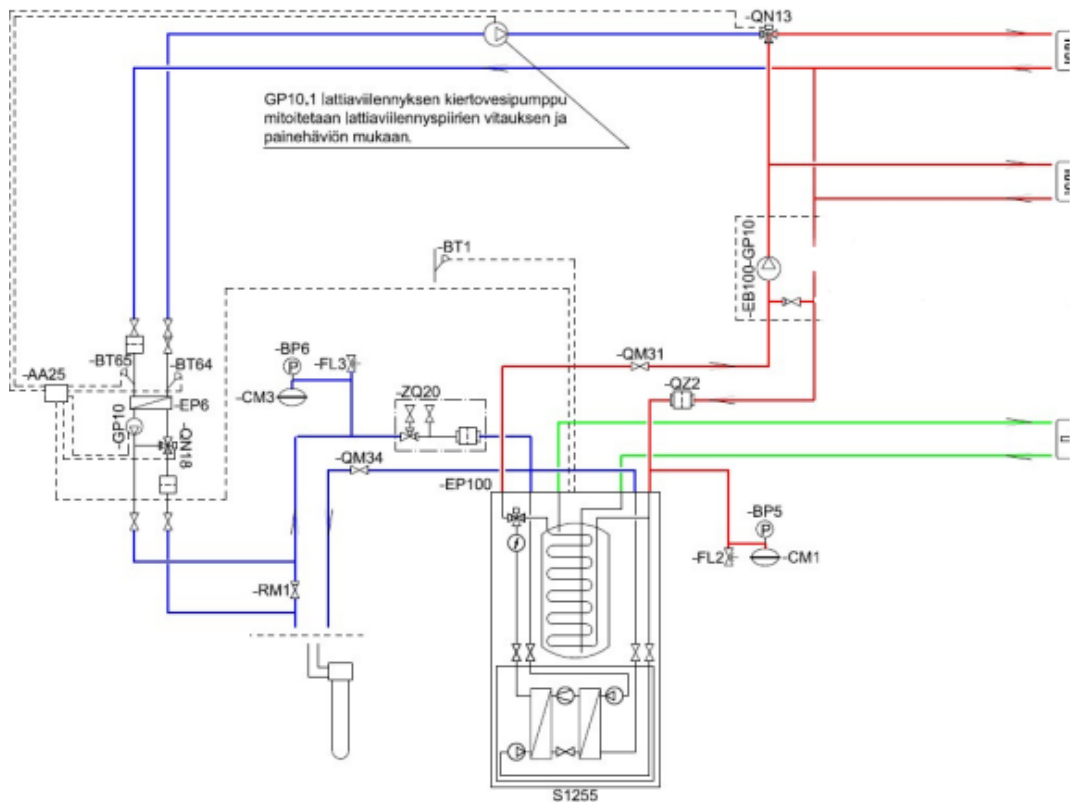 -QN13
GP10,1 lattiaviilennyksen kiertovesipumppu
mitoitetaan lattiaviilennyspiirien vitauksen ja
painehäviön mukaan.
-BT1
-EB100-GP10
-BT65
-BT64
-AA25
-EP6
-GP10
-QN18
-BP6
P
-FL3
-CM3
-ZQ20
-QM31
-QZ2
-QM34
-EP100
-BP5
P
-FL2
-CM1
-RM1
S1255